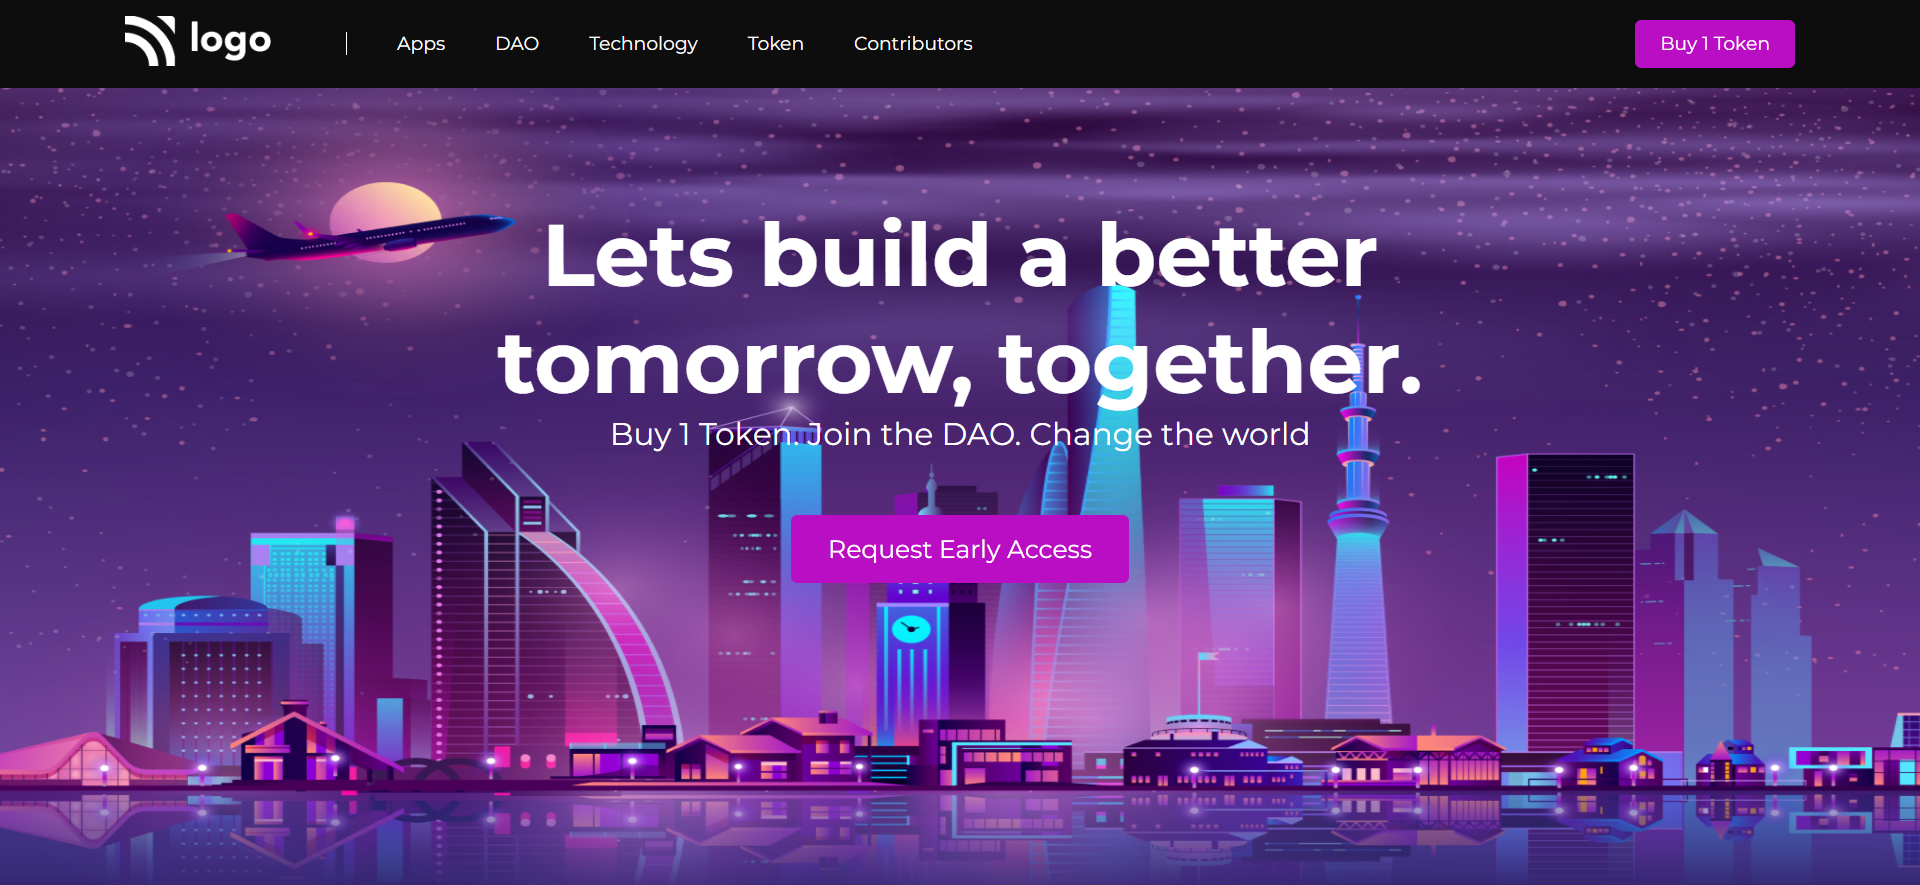 logo
Apps DAO Technology Token Contributors
Buy 1 Token
Lets build a better
tomorrow, together.
Buy 1 Token. Join the DAO. Change the world
Request Early Access